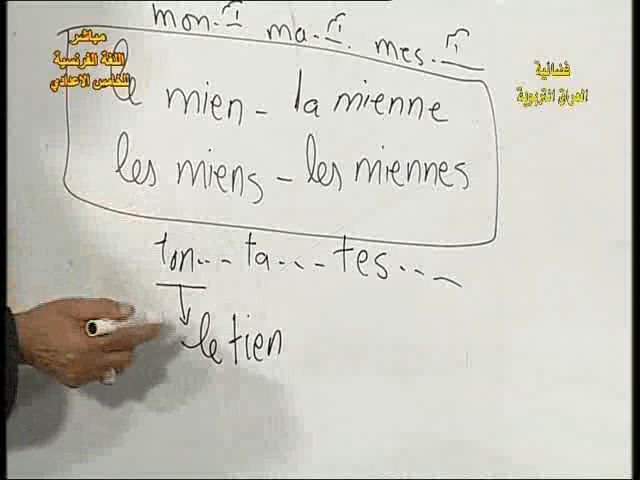 mon. ma. mes.
le mien - la mienne
les miens - les miennes
ton... ta... tes...
le tien
مباشر
اللغة الفرنسية
للخامس الاعدادي
فضائية
العراق التربوية